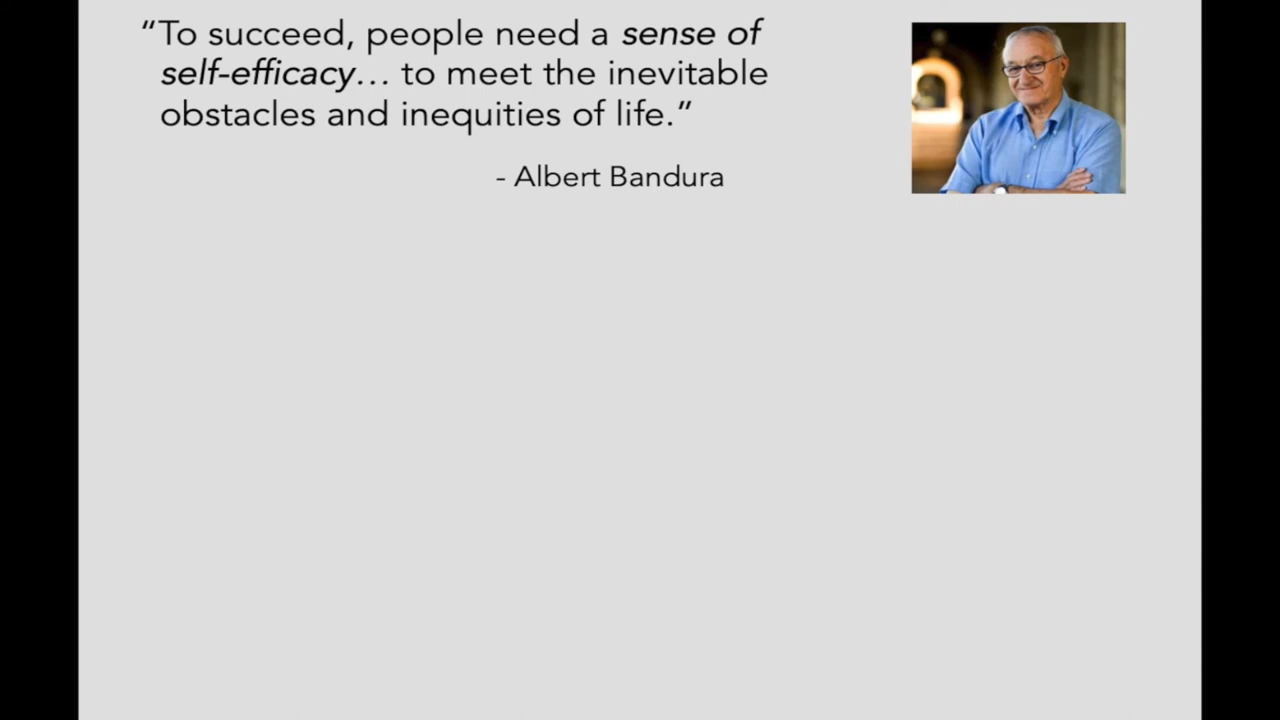 “To succeed, people need a sense of
self-efficacy… to meet the inevitable
obstacles and inequities of life.”
- Albert Bandura